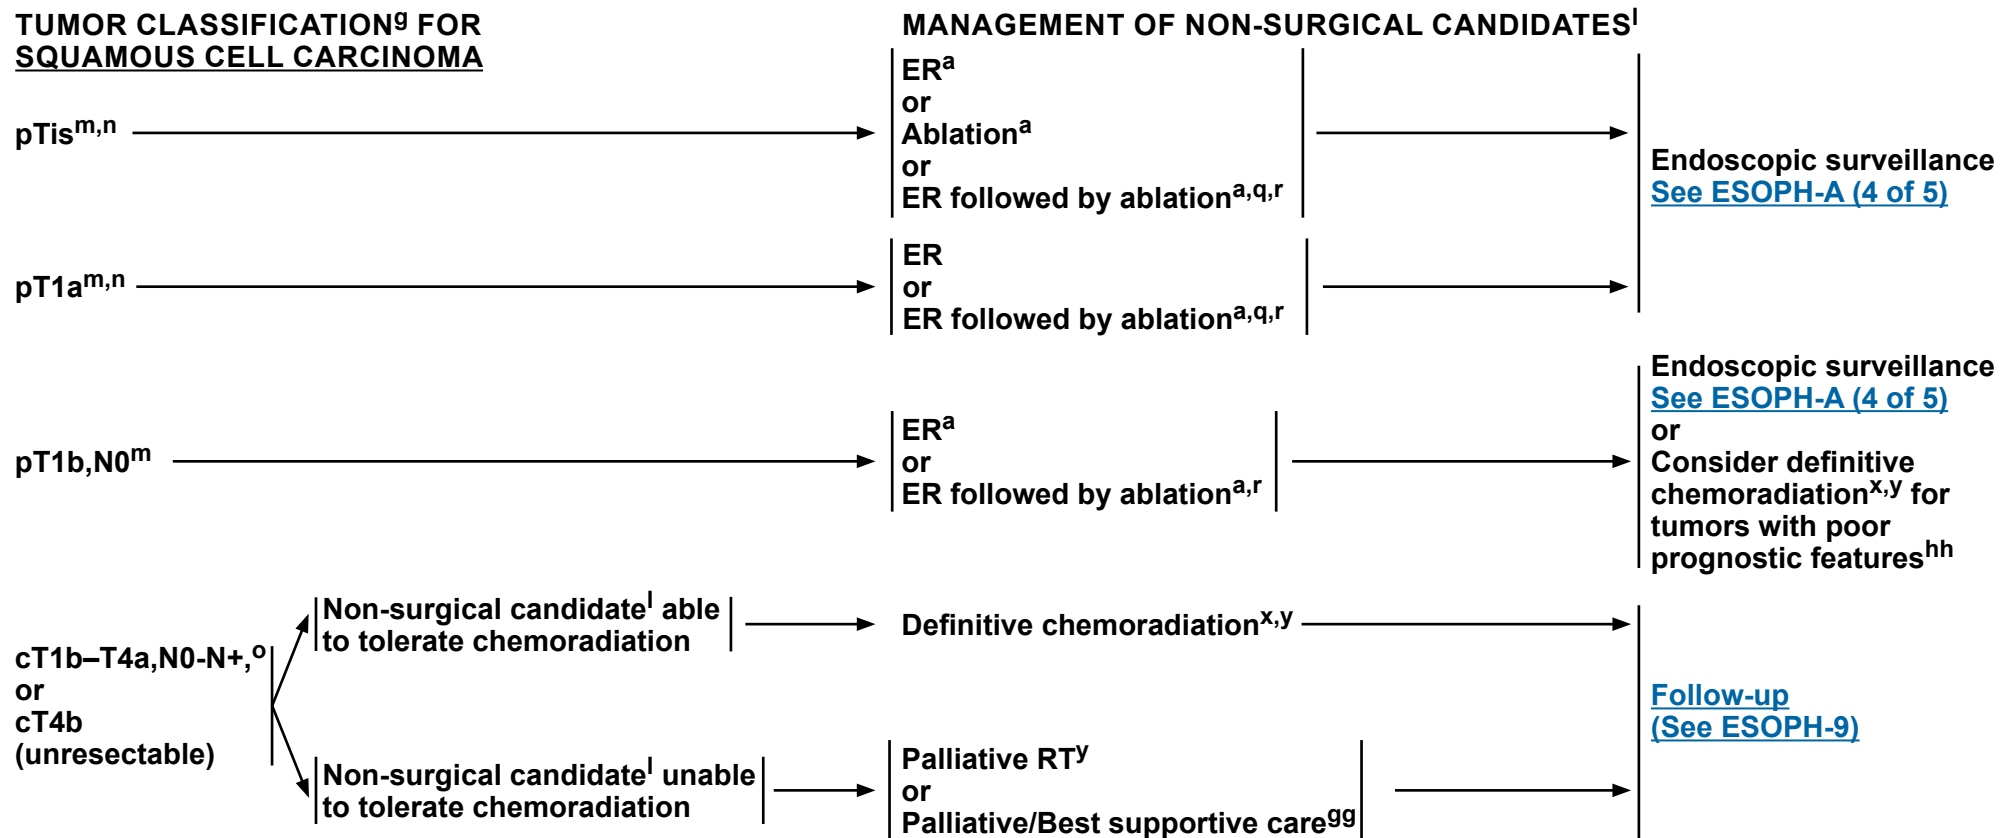 TUMOR CLASSIFICATIONg FOR
SQUAMOUS CELL CARCINOMA
MANAGEMENT OF NON-SURGICAL CANDIDATESl
pTism,n
ERa
or
Ablationa
or
ER followed by ablationa,q,r
Endoscopic surveillance
See ESOPH-A (4 of 5)
pT1am,n
ER
or
ER followed by ablationa,q,r
pT1b,N0m
ERa
or
ER followed by ablationa,r
Endoscopic surveillance
See ESOPH-A (4 of 5)
or
Consider definitive
chemoradiationx,y for
tumors with poor
prognostic featureshh
cT1b–T4a,N0-N+,o
or
cT4b
(unresectable)
Non-surgical candidatel able
to tolerate chemoradiation
Definitive chemoradiationx,y
Non-surgical candidatel unable
to tolerate chemoradiation
Palliative RTy
or
Palliative/Best supportive caregg
Follow-up
(See ESOPH-9)